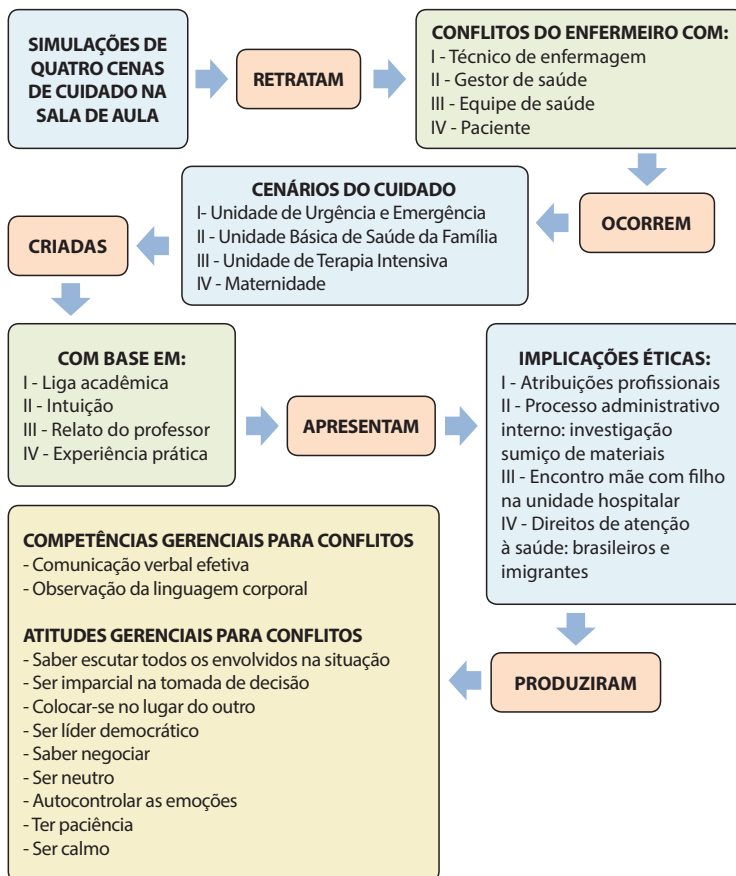 SIMULAÇÕES DE
QUATRO CENAS
DE CUIDADO NA
SALA DE AULA
RETRATAM
CONFLITOS DO ENFERMEIRO COM:
I - Técnico de enfermagem
II - Gestor de saúde
III - Equipe de saúde
IV - Paciente
OCORREM
CENÁRIOS DO CUIDADO
I- Unidade de Urgência e Emergência
II - Unidade Básica de Saúde da Família
III - Unidade de Terapia Intensiva
IV - Maternidade
CRIADAS
COM BASE EM:
I - Liga acadêmica
II - Intuição
III - Relato do professor
IV - Experiência prática
APRESENTAM
IMPLICAÇÕES ÉTICAS:
I - Atribuições profissionais
II - Processo administrativo
interno: investigação
sumiço de materiais
III - Encontro mãe com filho
na unidade hospitalar
IV - Direitos de atenção
à saúde: brasileiros e
imigrantes
PRODUZIRAM
COMPETÊNCIAS GERENCIAIS PARA CONFLITOS
- Comunicação verbal efetiva
- Observação da linguagem corporal
ATITUDES GERENCIAIS PARA CONFLITOS
- Saber escutar todos os envolvidos na situação
- Ser imparcial na tomada de decisão
- Colocar-se no lugar do outro
- Ser líder democrático
- Saber negociar
- Ser neutro
- Autocontrolar as emoções
- Ter paciência
- Ser calmo